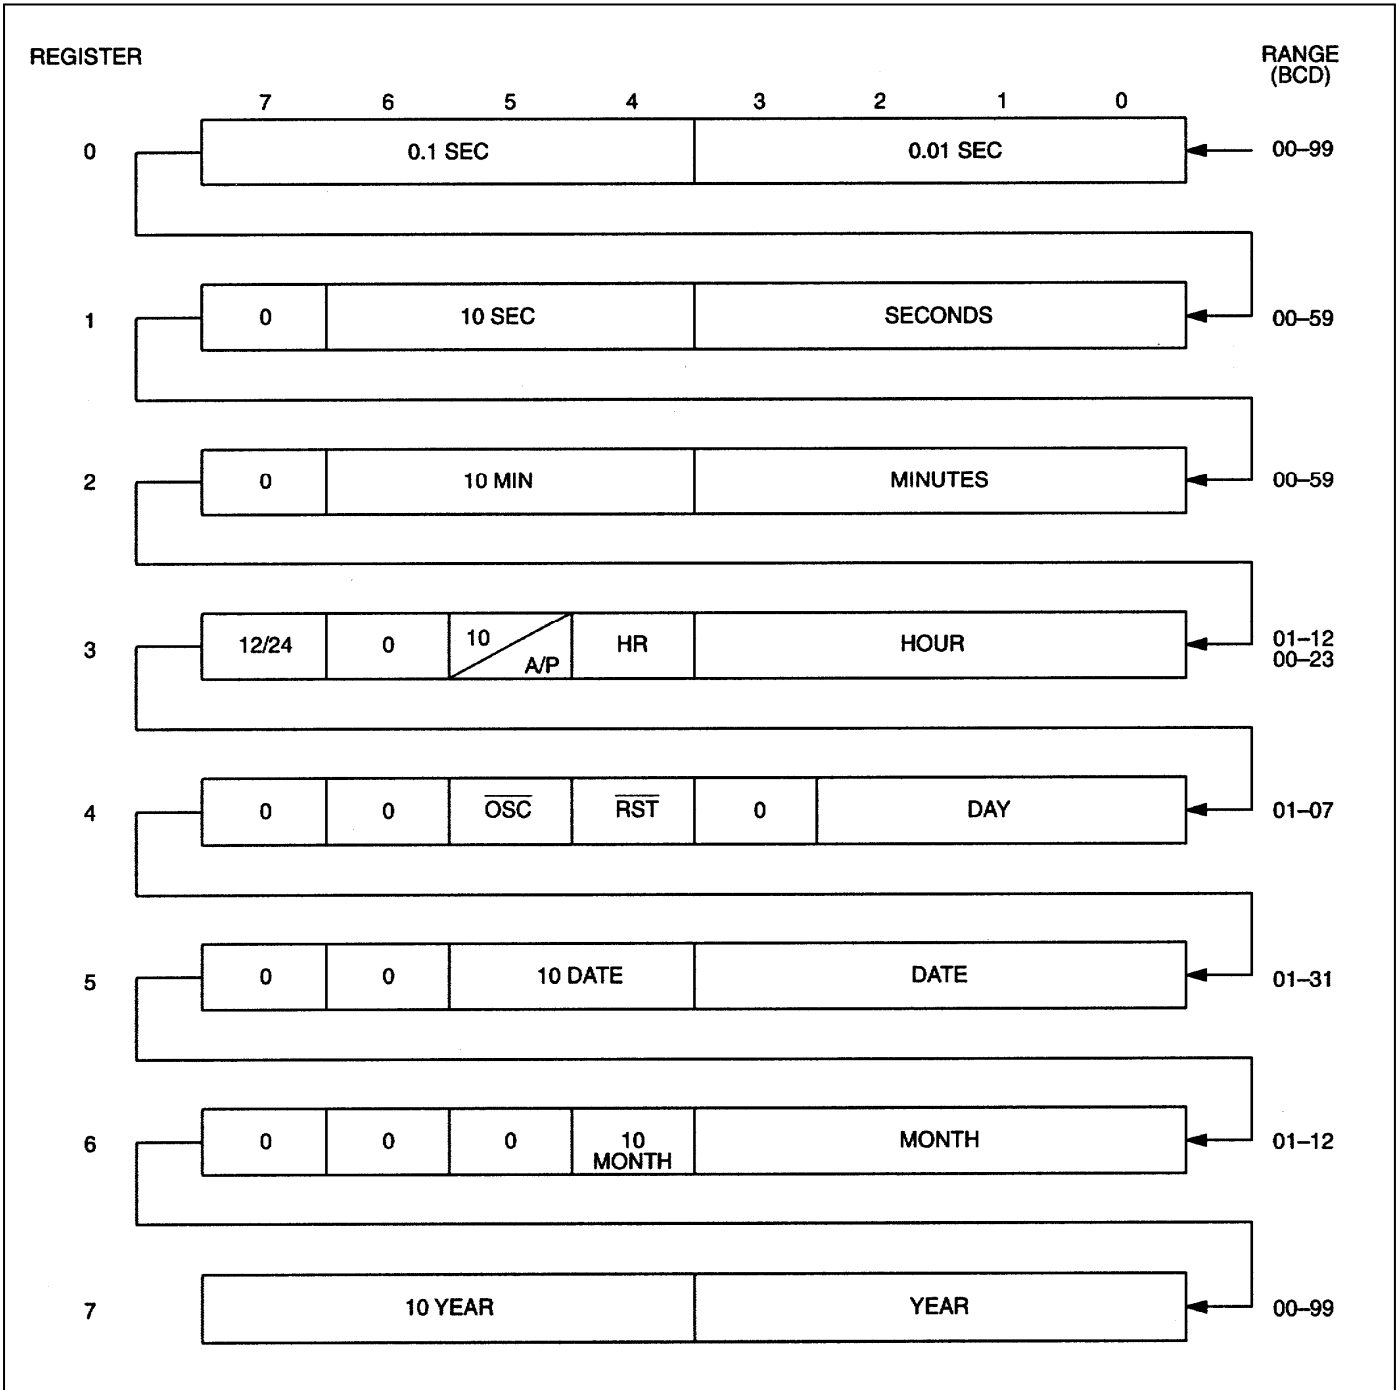 REGISTER
RANGE
(BCD)
7 6 5 4 3 2 1 0
0 0.1 SEC 0.01 SEC 00–99
1 0 10 SEC SECONDS 00–59
2 0 10 MIN MINUTES 00–59
3 12/24 0 10 A/P HR HOUR 01–12
00–23
4 0 0 OSC RST 0 DAY 01–07
5 0 0 10 DATE DATE 01–31
6 0 0 0 10 MONTH 01–12
MONTH
7 10 YEAR YEAR 00–99